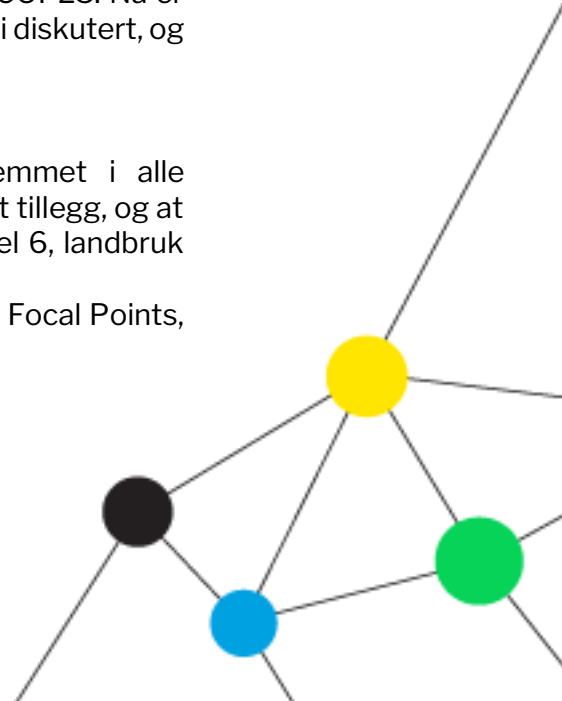 i diskutert, og
emmet i alle
t tillegg, og at
el 6, landbruk
Focal Points,